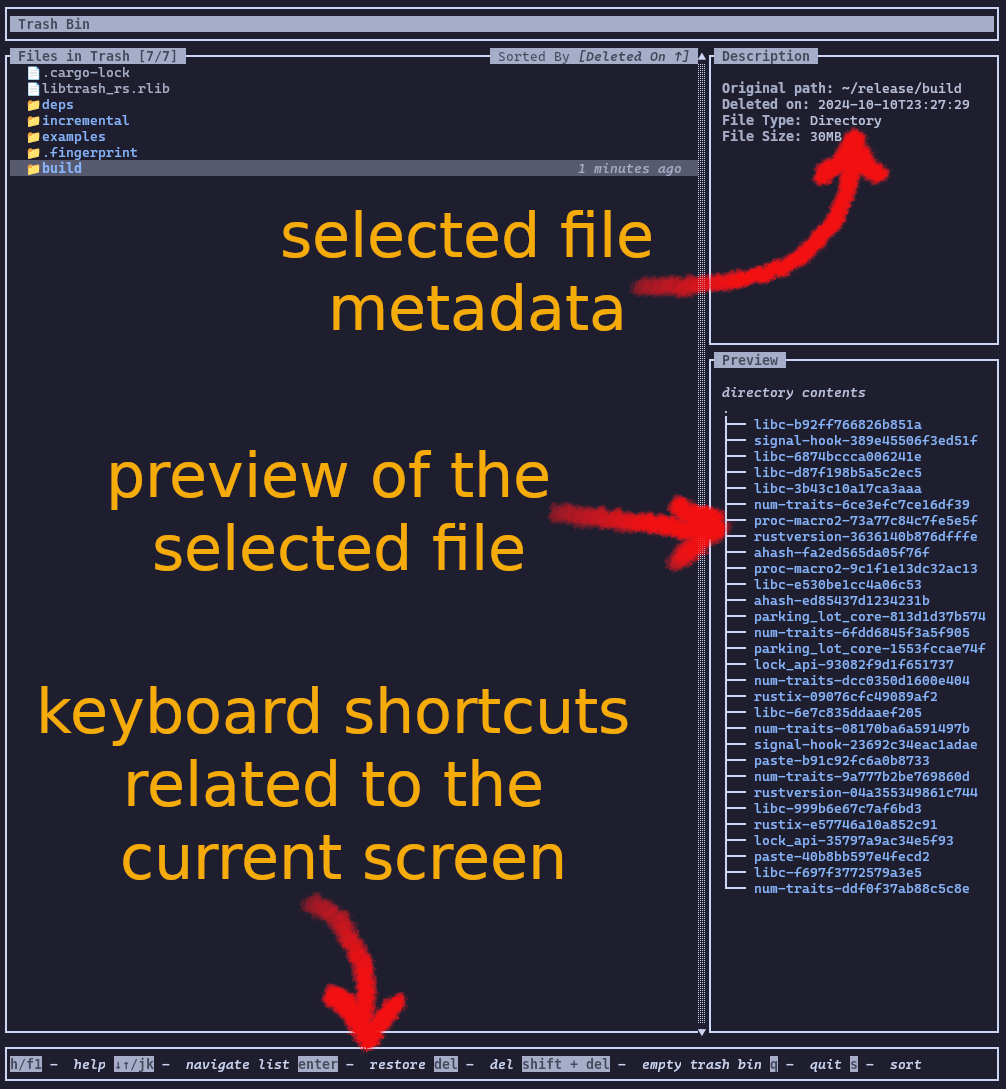 Trash Bin
Files in Trash [7/7]
Sorted By [Deleted On ↑]
.cargo-lock
libtrash_rs.rlib
deps
incremental
examples
.fingerprint
build 1 minutes ago
Description
Original path: ~/release/build
Deleted on: 2024-10-10T23:27:29
File Type: Directory
File Size: 30MB
selected file
metadata
preview of the
selected file
keyboard shortcuts
related to the
current screen
Preview
directory contents
.
libc-b92ff766826b851a
signal-hook-389e45506f3ed51f
libc-6874bccca006241e
libc-d87f198b5a5c2ec5
libc-3b43c10a17ca3aaa
num-traits-6ce3efc7ce16df39
proc-macro2-73a77c84c7fe5e5f
rustversion-3636140b876dfffe
ahash-fa2ed565da05f76f
proc-macro2-9c1f1e13dc32ac13
libc-e530be1cc4a06c53
ahash-ed85437d1234231b
parking_lot_core-813d1d37b574
num-traits-6fdd6845f3a5f905
parking_lot_core-1553fccae74f
lock_api-93082f9d1f651737
num-traits-dcc0350d1600e404
rustix-09076cfc49089af2
libc-6e7c835ddaaef205
num-traits-08170ba6a591497b
signal-hook-23692c34eac1adae
paste-b91c92fc6a0b8733
num-traits-9a777b2be769860d
rustversion-04a355349861c744
libc-999b6e67c7af6bd3
rustix-e57746a10a852c91
lock_api-35797a9ac34e5f93
paste-40b8bb597e4fecd2
libc-f697f3772579a3e5
num-traits-ddf0f37ab88c5c8e
h/f1 – help ↓↑/jk – navigate list enter – restore del – del shift + del – empty trash bin q – quit s – sort